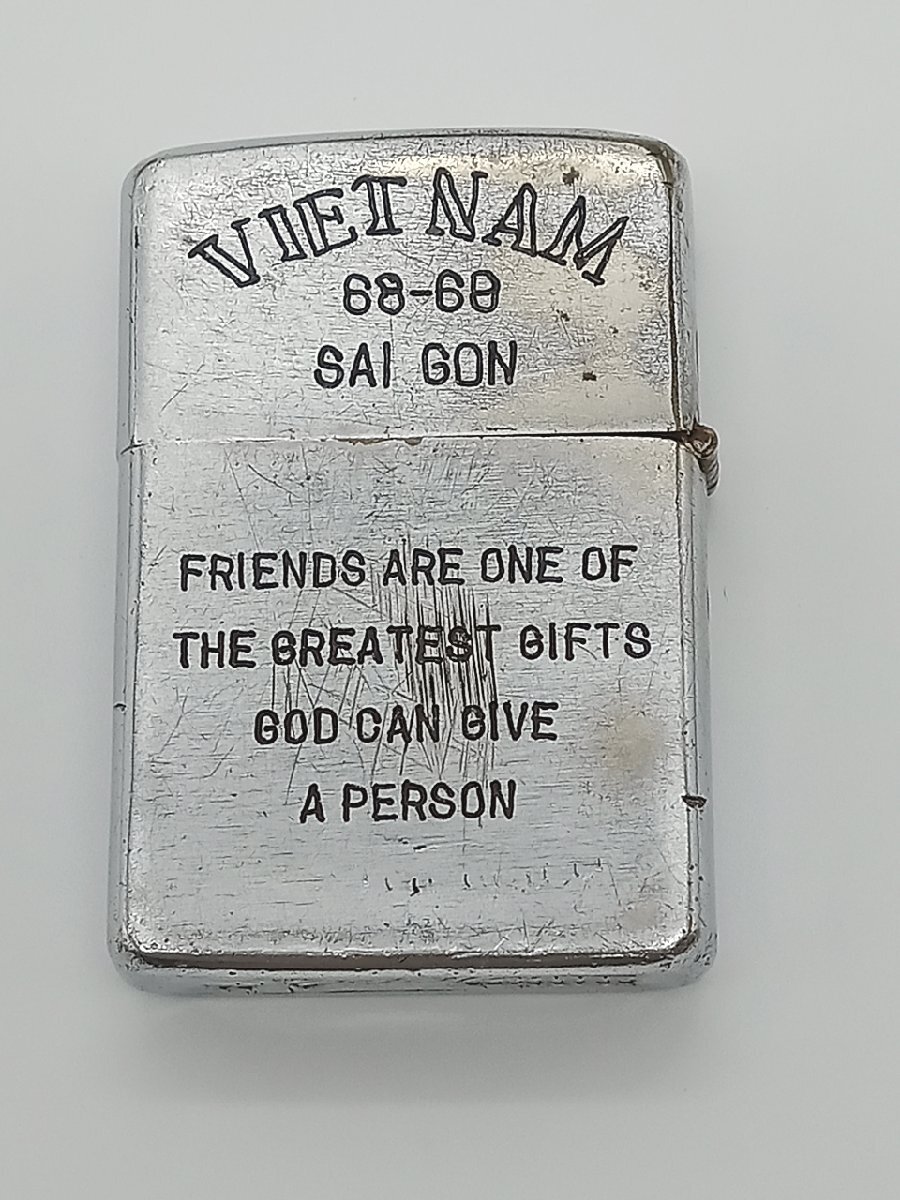 VIETNAM
68-69
SAI GON
FRIENDS ARE ONE OF
THE GREATEST GIFTS
GOD CAN GIVE
A PERSON